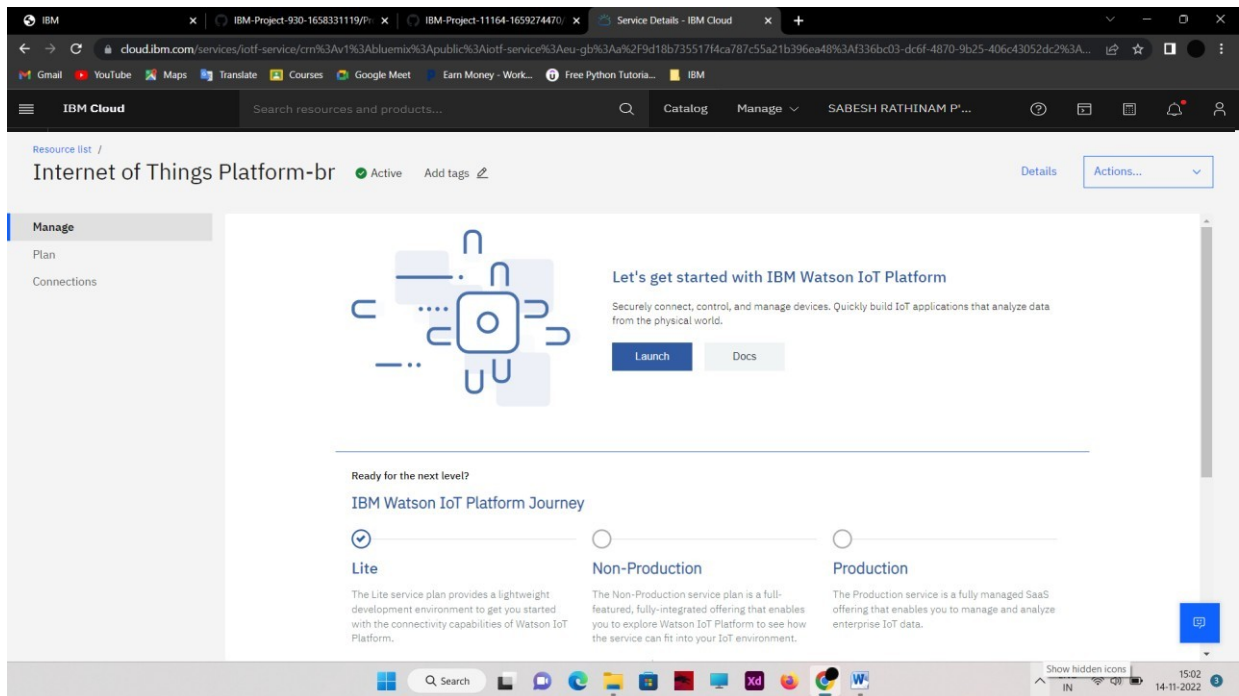 IBM
IBM-Project-930-1658331119/Pr
IBM-Project-11164-1659274470/
Service Details - IBM Cloud
cloud.ibm.com/services/iotf-service/crn%3Av1%3Abluemix%3Apublic%3Aiotf-service%3Aeu-gb%3Aa%2F9d18b735517f4ca787c55a21b396ea48%3Af336bc03-dc6f-4870-9b25-406c43052dc2%3A...
Gmail YouTube Maps Translate Courses Google Meet Earn Money - Work... Free Python Tutoria... IBM
IBM Cloud Search resources and products... Catalog Manage SABESH RATHINAM P'...
Resource list /
Internet of Things Platform-br Active Add tags Details Actions...
Manage
Plan
Connections
Let's get started with IBM Watson IoT Platform
Securely connect, control, and manage devices. Quickly build IoT applications that analyze data
from the physical world.
Launch Docs
Ready for the next level?
IBM Watson IoT Platform Journey
Lite
The Lite service plan provides a lightweight
development environment to get you started
with the connectivity capabilities of Watson IoT
Platform.
Non-Production
The Non-Production service plan is a full-
featured, fully-integrated offering that enables
you to explore Watson IoT Platform to see how
the service can fit into your IoT environment.
Production
The Production service is a fully managed SaaS
offering that enables you to manage and analyze
enterprise IoT data.
Show hidden icons
Search Xd W IN 15:02
14-11-2022 3